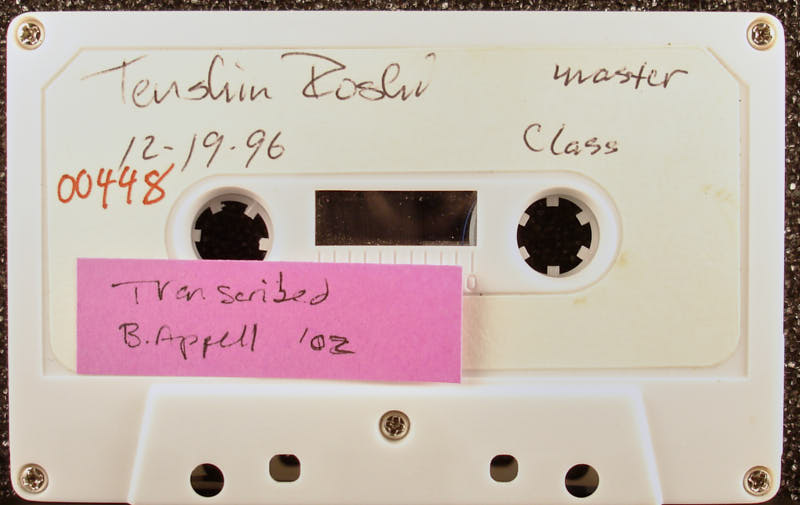 Tenshin Roshi master
12-19-96 Class
00448
Transcribed
B. Appell '02